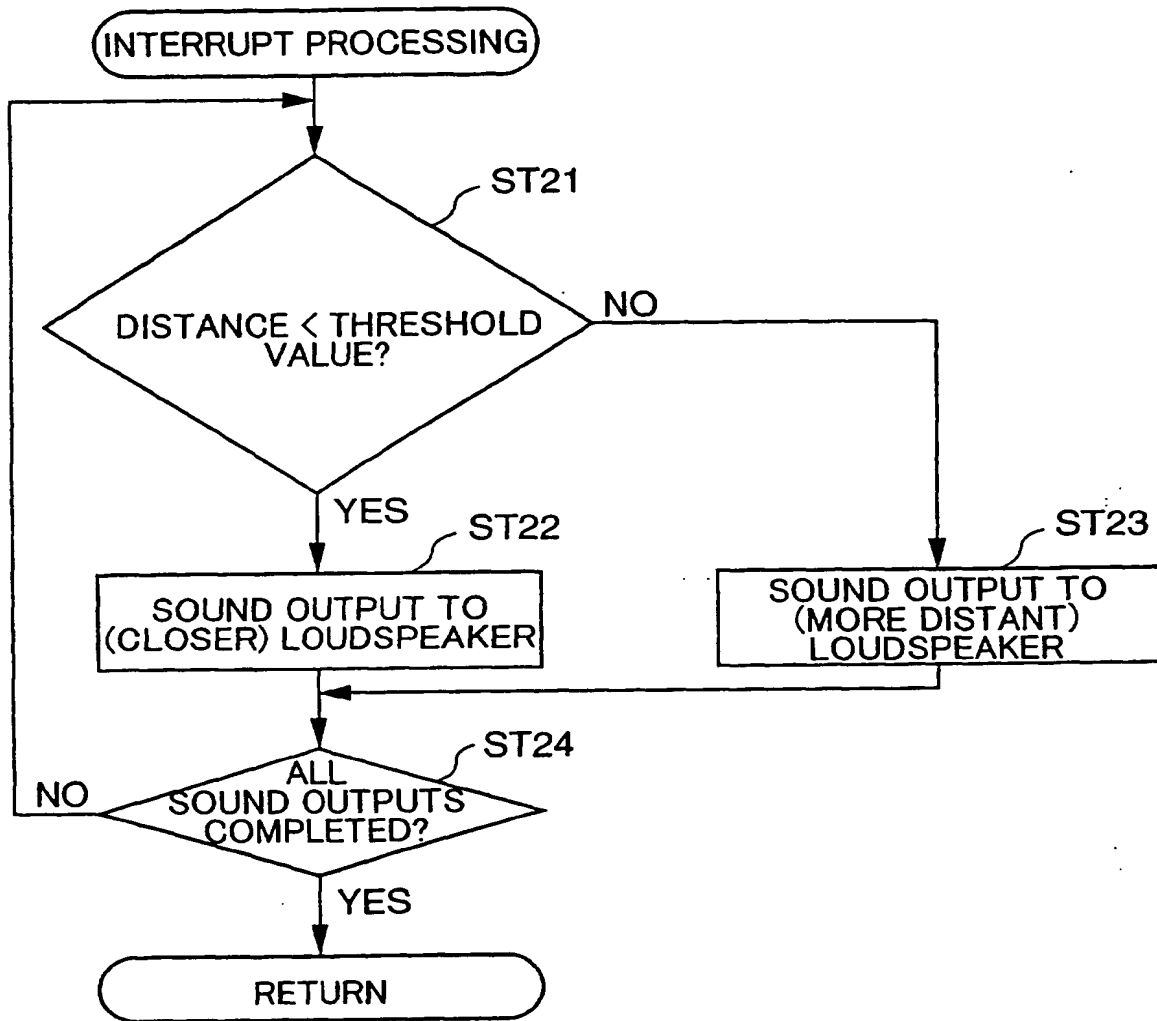 INTERRUPT PROCESSING
ST21
DISTANCE < THRESHOLD
VALUE?
NO
YES
ST22
SOUND OUTPUT TO
(CLOSER) LOUDSPEAKER
ST23
SOUND OUTPUT TO
(MORE DISTANT)
LOUDSPEAKER
ST24
ALL
SOUND OUTPUTS
COMPLETED?
NO
YES
RETURN